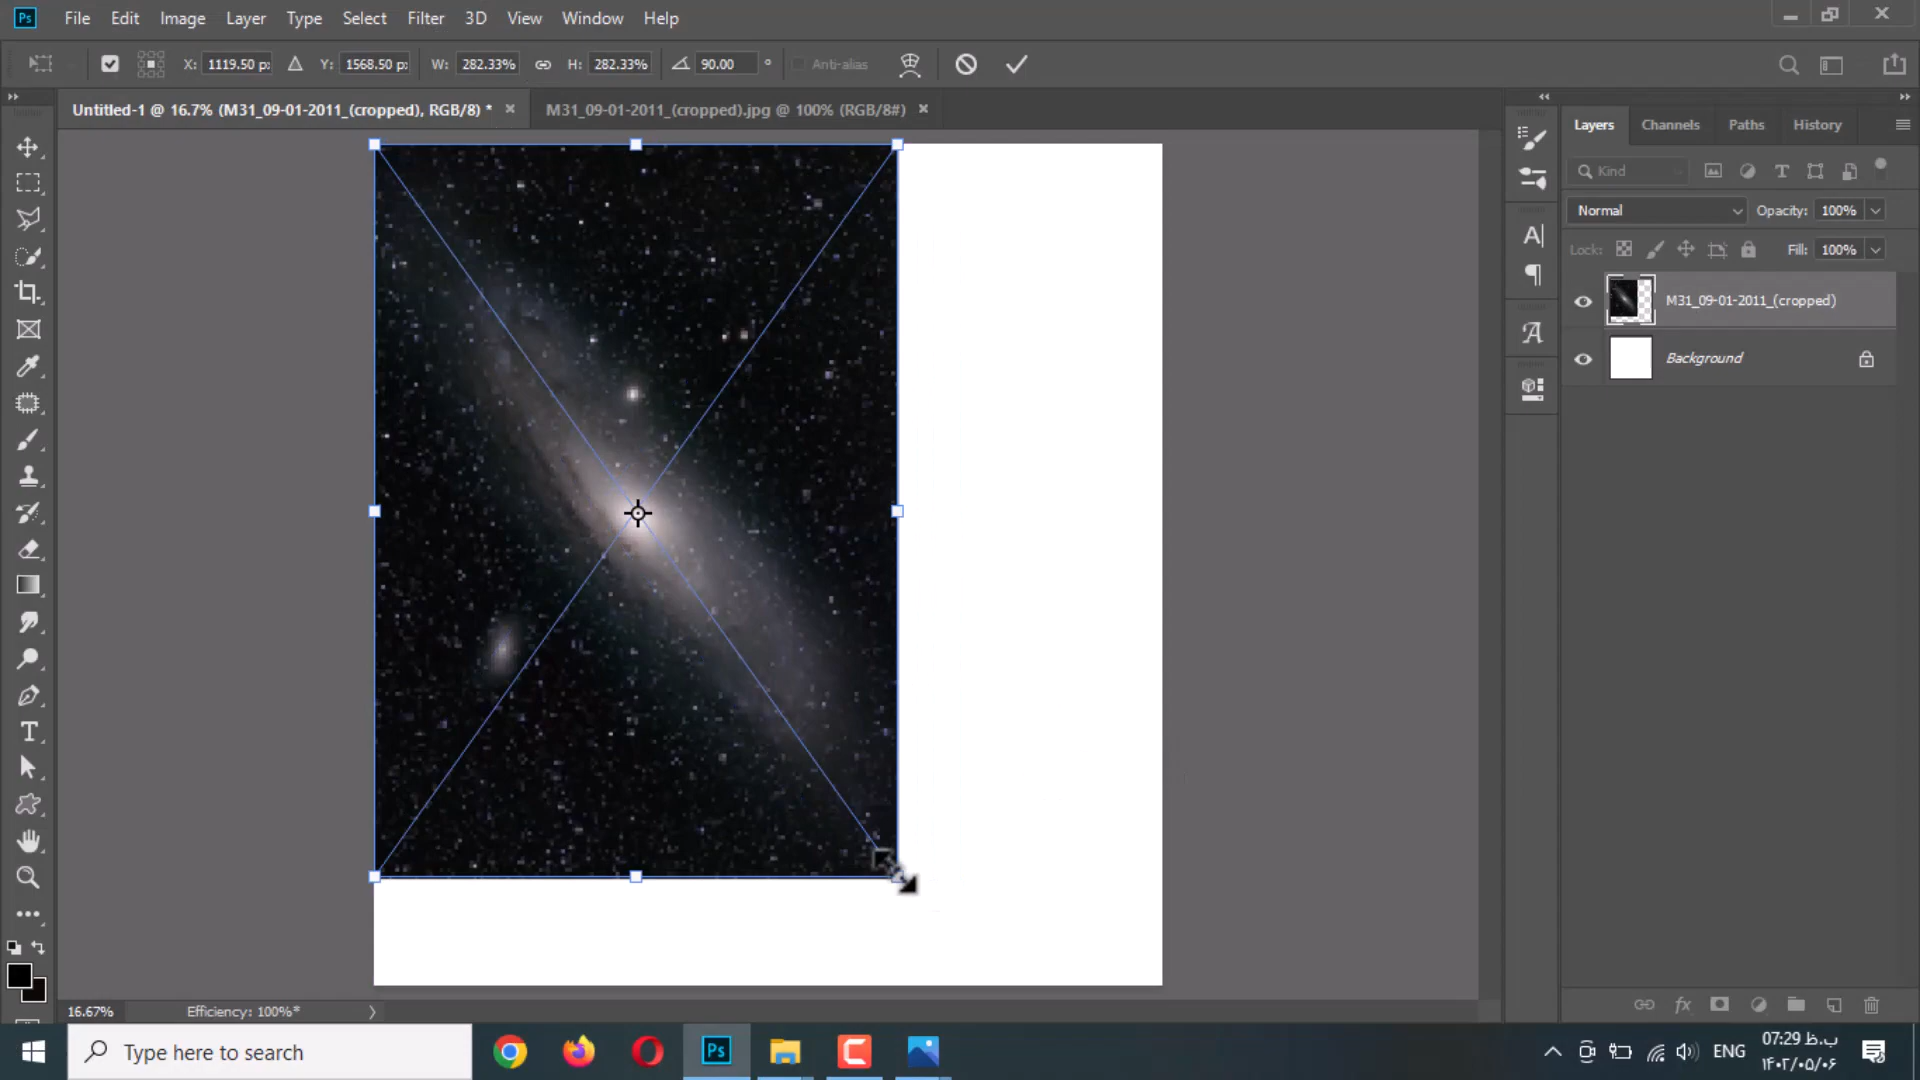 Ps File Edit Image Layer Type Select Filter 3D View Window Help
X: 1119.50 px Y: 1568.50 px W: 282.33% H: 282.33% 90.00 ° Anti-alias
Untitled-1 @ 16.7% (M31_09-01-2011_(cropped), RGB/8) * M31_09-01-2011_(cropped).jpg @ 100% (RGB/8#)
Layers Channels Paths History
Kind
Normal Opacity: 100%
Lock: Fill: 100%
M31_09-01-2011_(cropped)
Background
16.67% Efficiency: 100%*
Type here to search
Ps
ENG
07:29 ب.ظ
۱۴۰۲/۰۵/۰۶